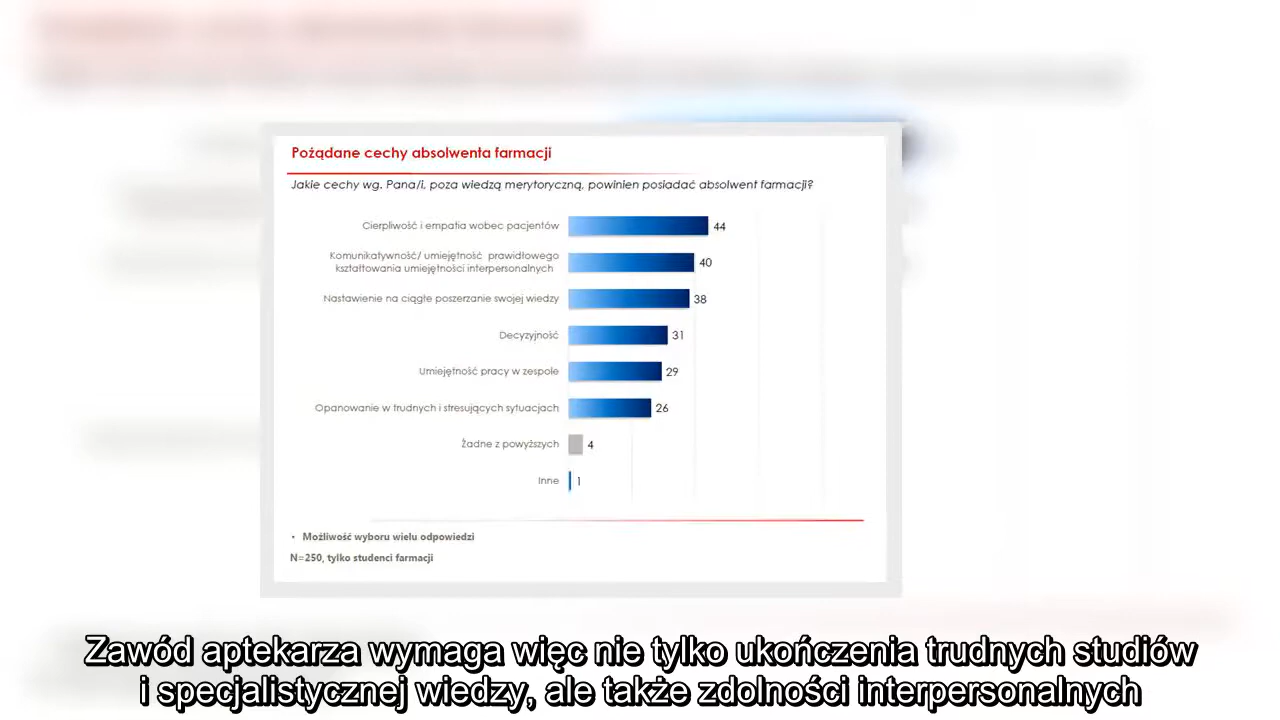 Pożądane cechy absolwenta farmacji
Jakie cechy wg. Pana/i, poza wiedzą merytoryczną, powinien posiadać absolwent farmacji?
Cierpliwość i empatia wobec pacjentów 44
Komunikatywność/ umiejętność prawidłowego
kształtowania umiejętności interpersonalnych 40
Nastawienie na ciągłe poszerzanie swojej wiedzy 38
Decyzyjność 31
Umiejętność pracy w zespole 29
Opanowanie w trudnych i stresujących sytuacjach 26
Żadne z powyższych 4
Inne 1
• Możliwość wyboru wielu odpowiedzi
N=250, tylko studenci farmacji
Zawód aptekarza wymaga więc nie tylko ukończenia trudnych studiów
i specjalistycznej wiedzy, ale także zdolności interpersonalnych